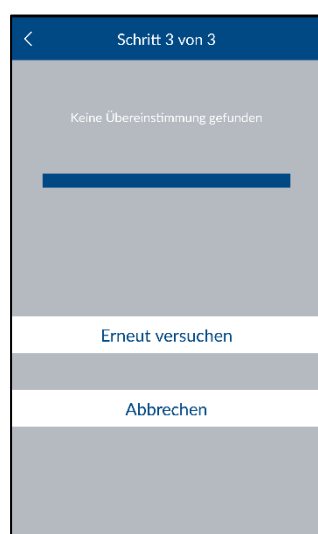 Schritt 3 von 3
Keine Übereinstimmung gefunden
Erneut versuchen
Abbrechen